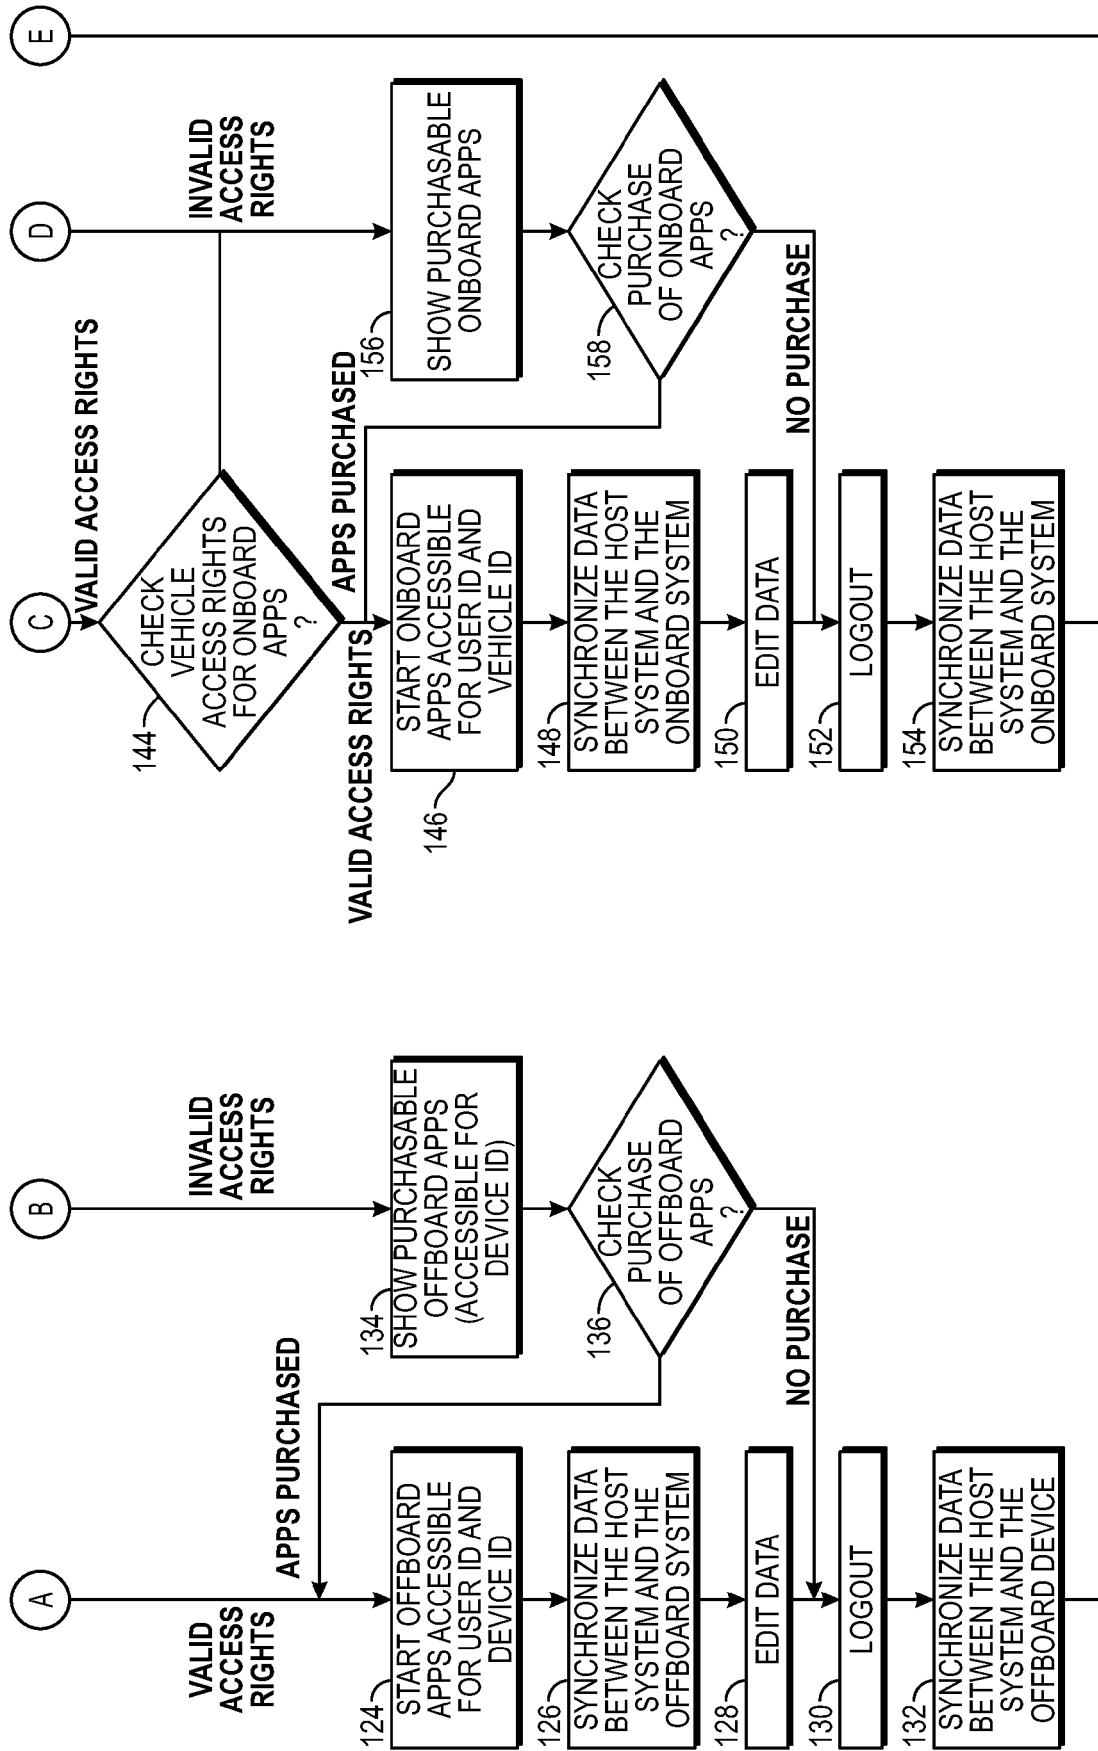 A
VALID
ACCESS
RIGHTS
APPS PURCHASED
124
START OFFBOARD
APPS ACCESSIBLE
FOR USER ID AND
DEVICE ID
126
SYNCHRONIZE DATA
BETWEEN THE HOST
SYSTEM AND THE
OFFBOARD SYSTEM
128
EDIT DATA
NO PURCHASE
130
LOGOUT
132
SYNCHRONIZE DATA
BETWEEN THE HOST
SYSTEM AND THE
OFFBOARD DEVICE
B
INVALID
ACCESS
RIGHTS
134
SHOW PURCHASABLE
OFFBOARD APPS
(ACCESSIBLE FOR
DEVICE ID)
136
CHECK
PURCHASE
OF OFFBOARD
APPS
?
C
VALID ACCESS RIGHTS
144
CHECK
VEHICLE
ACCESS RIGHTS
FOR ONBOARD
APPS
?
VALID ACCESS RIGHTS
APPS PURCHASED
146
START ONBOARD
APPS ACCESSIBLE
FOR USER ID AND
VEHICLE ID
148
SYNCHRONIZE DATA
BETWEEN THE HOST
SYSTEM AND THE
ONBOARD SYSTEM
150
EDIT DATA
NO PURCHASE
152
LOGOUT
154
SYNCHRONIZE DATA
BETWEEN THE HOST
SYSTEM AND THE
ONBOARD SYSTEM
D
INVALID
ACCESS
RIGHTS
156
SHOW PURCHASABLE
ONBOARD APPS
158
CHECK
PURCHASE
OF ONBOARD
APPS
?
E